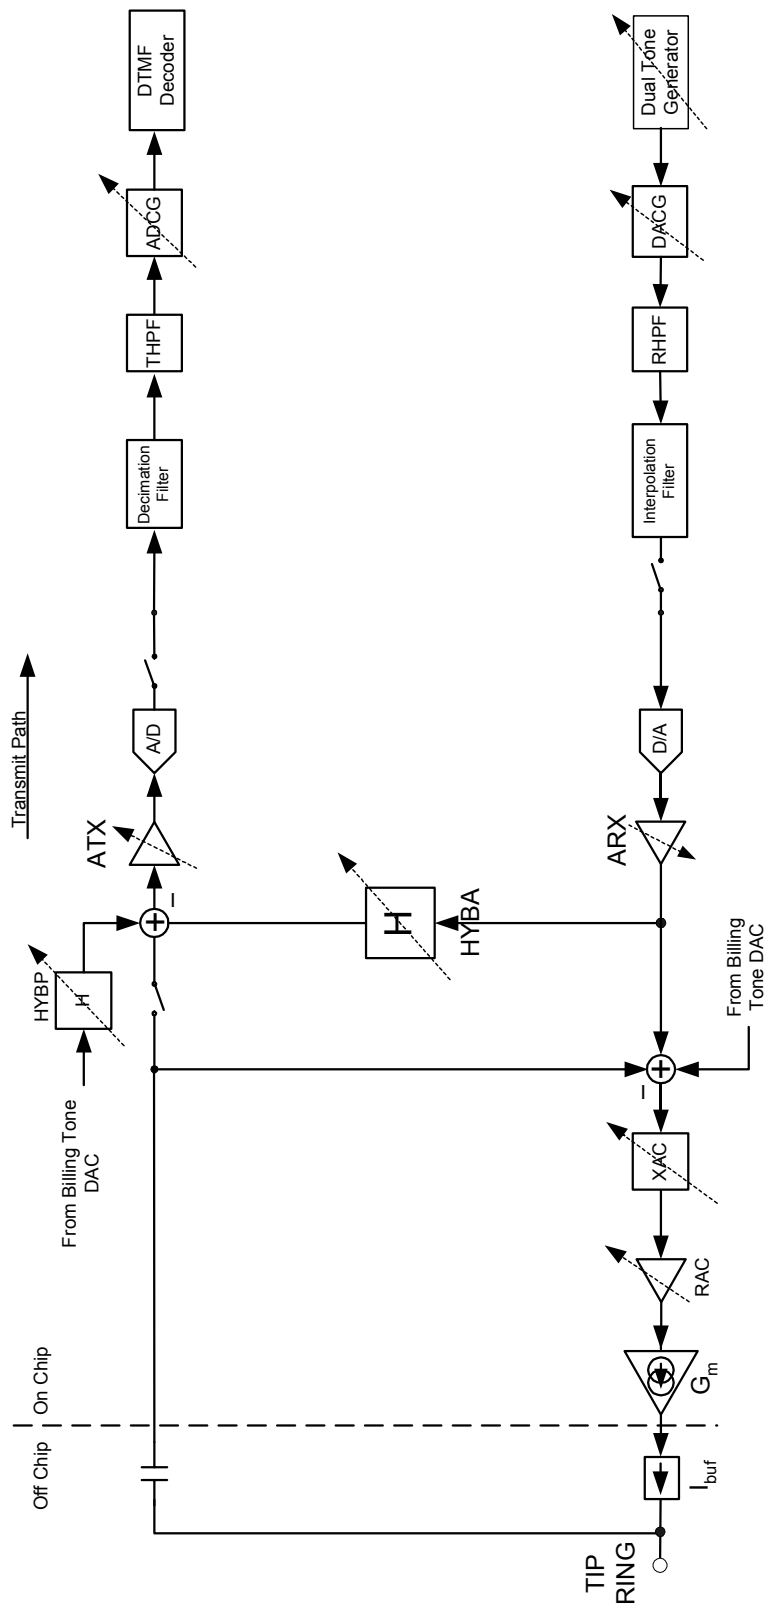 Off Chip
On Chip
Transmit Path
From Billing Tone
DAC
HYBP
H
+
–
ATX
A/D
Decimation
Filter
THPF
ADCG
DTMF
Decoder
H
HYBA
TIP
RING
Ibuf
Gm
RAC
XAC
–
+
From Billing
Tone DAC
ARX
D/A
Interpolation
Filter
RHPF
DACG
Dual Tone
Generator